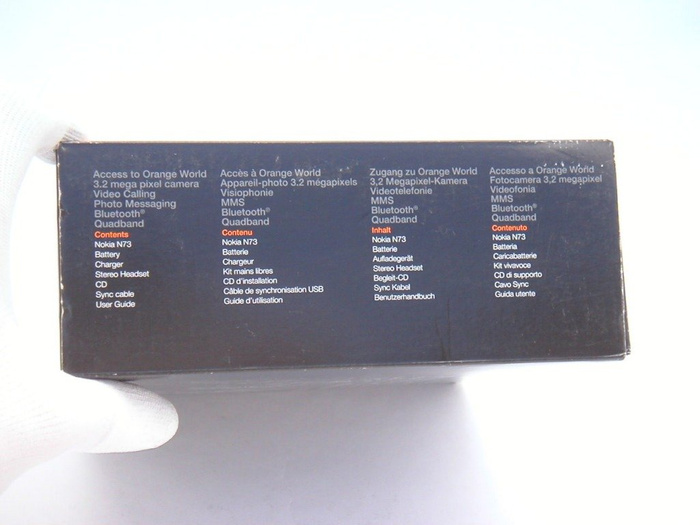 Access to Orange World
3.2 mega pixel camera
Video Calling
Photo Messaging
Bluetooth®
Quadband
Contents
Nokia N73
Battery
Charger
Stereo Headset
CD
Sync cable
User Guide
Accès à Orange World
Appareil-photo 3.2 mégapixels
Visiophonie
MMS
Bluetooth®
Quadband
Contenu
Nokia N73
Batterie
Chargeur
Kit mains libres
CD d'installation
Câble de synchronisation USB
Guide d'utilisation
Zugang zu Orange World
3,2 Megapixel-Kamera
Videotelefonie
MMS
Bluetooth®
Quadband
Inhalt
Nokia N73
Batterie
Aufladegerät
Stereo Headset
Begleit-CD
Sync Kabel
Benutzerhandbuch
Accesso a Orange World
Fotocamera 3,2 megapixel
Videofonia
MMS
Bluetooth®
Quadband
Contenuto
Nokia N73
Batteria
Caricabatterie
Kit vivavoce
CD di supporto
Cavo Sync
Guida utente